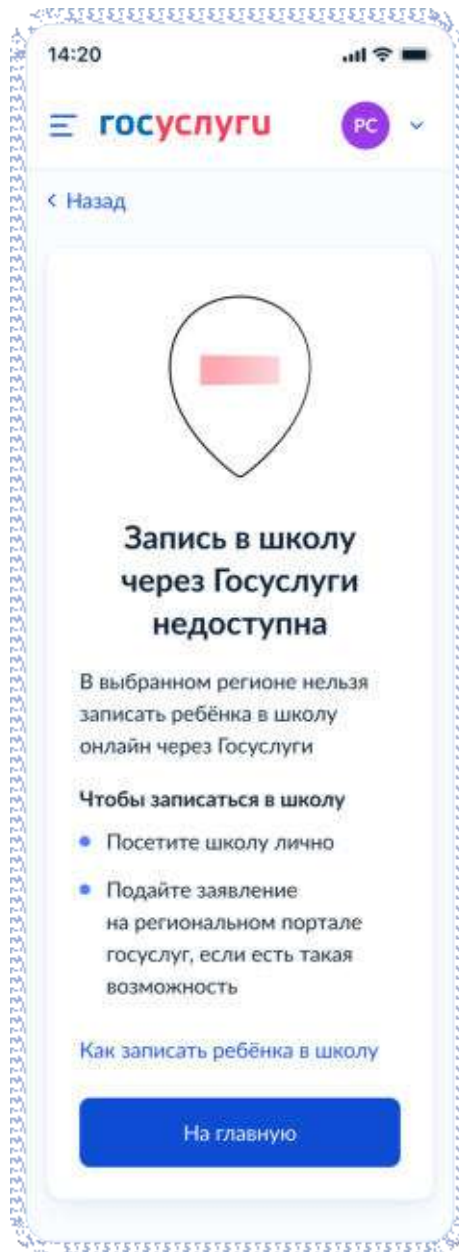 14:20
госуслуги
РС
Назад
Запись в школу
через Госуслуги
недоступна
В выбранном регионе нельзя
записать ребёнка в школу
онлайн через Госуслуги
Чтобы записаться в школу
Посетите школу лично
Подайте заявление
на региональном портале
госуслуг, если есть такая
возможность
Как записать ребёнка в школу
На главную